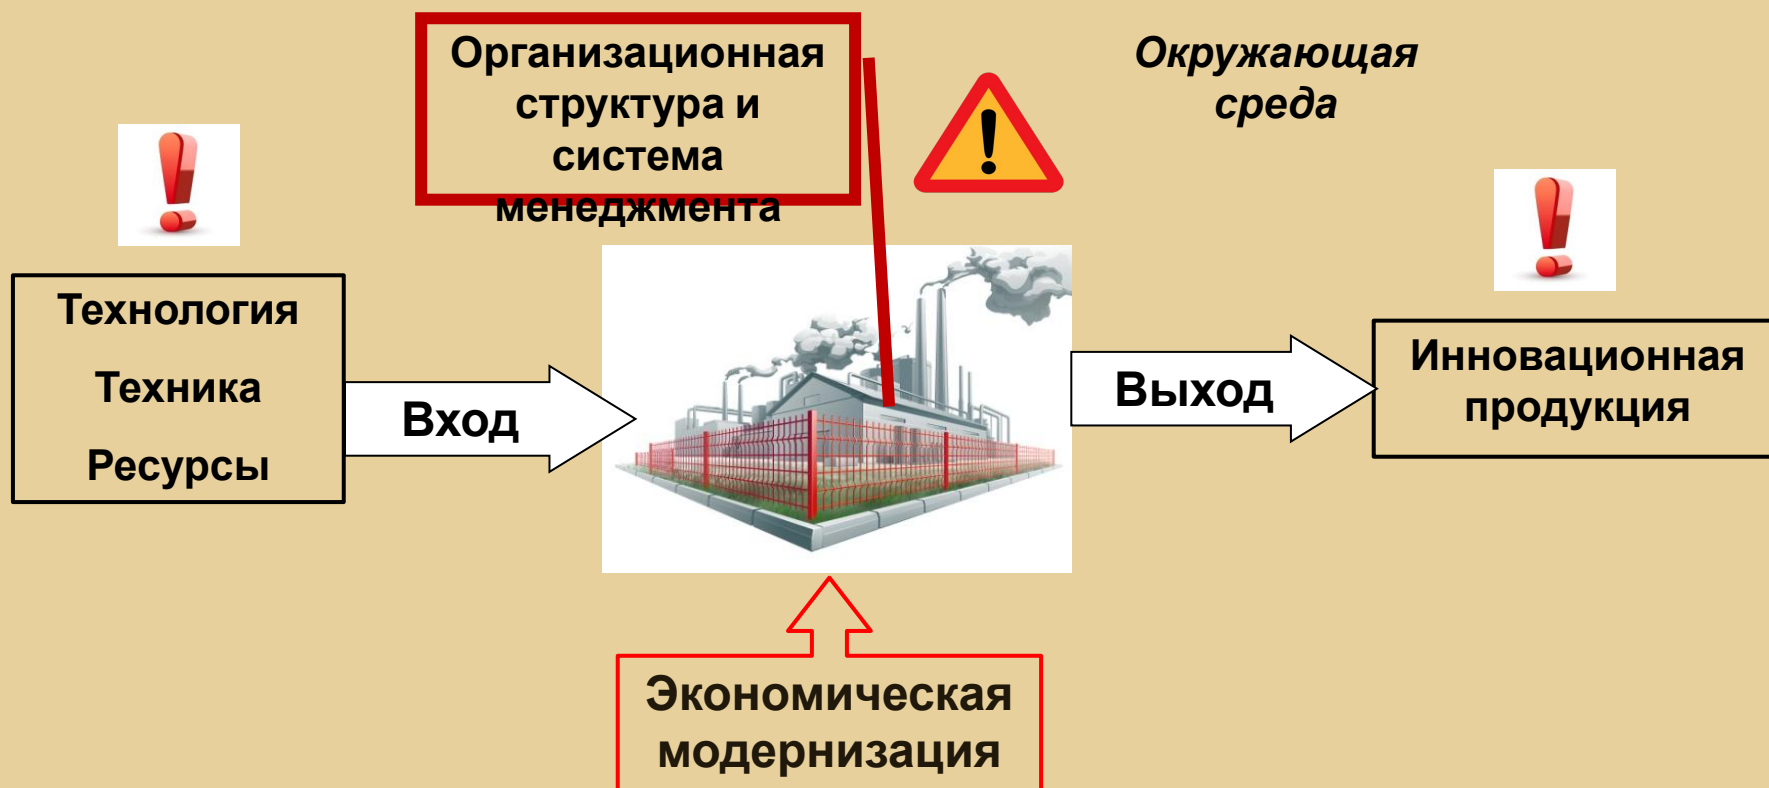 Организационная
структура и
система
менеджмента
Окружающая
среда
Технология
Техника
Ресурсы
Вход
Выход
Инновационная
продукция
Экономическая
модернизация